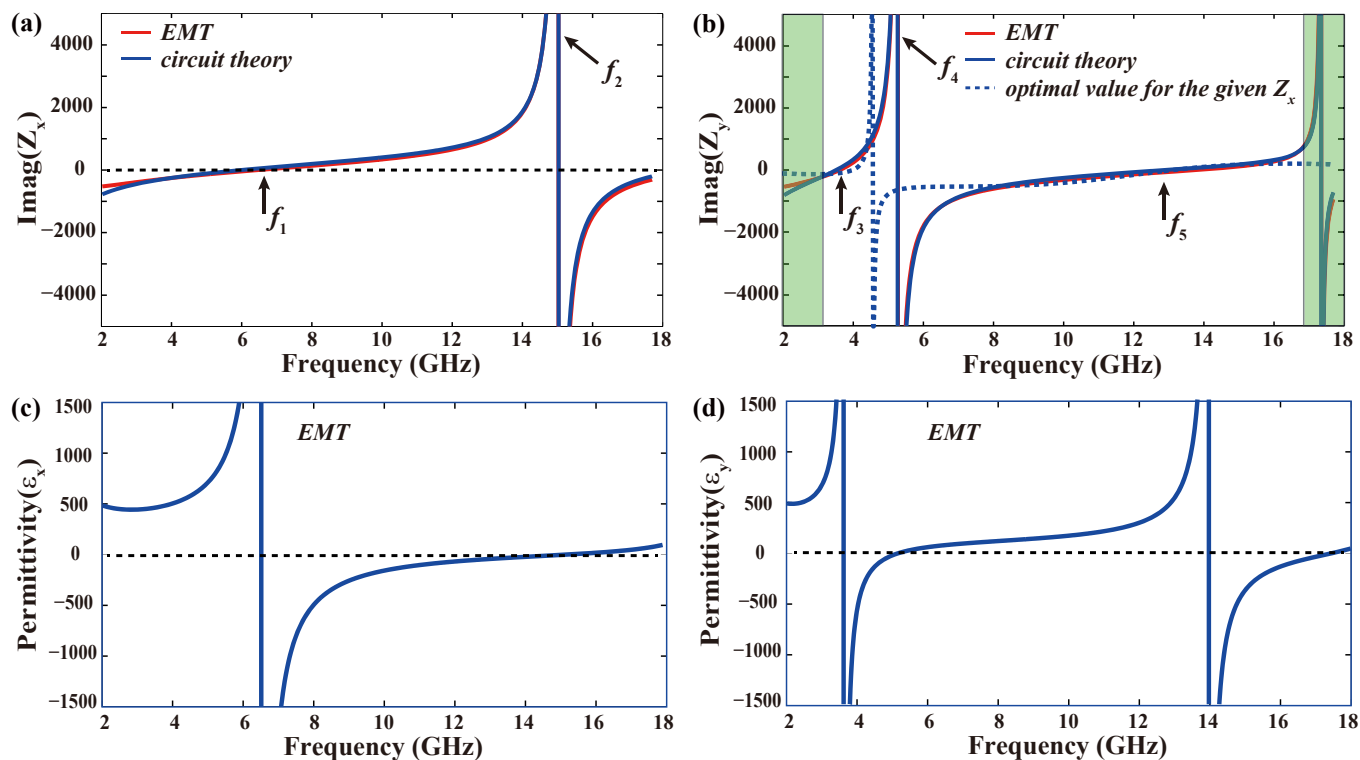 (a)
Imag(Zx)
4000
2000
0
−2000
−4000
EMT
circuit theory
f2
f1
2 4 6 8 10 12 14 16 18
Frequency (GHz)
(b)
Imag(Zy)
4000
2000
0
−2000
−4000
EMT
circuit theory
optimal value for the given Zx
f4
f3
f5
2 4 6 8 10 12 14 16 18
Frequency (GHz)
(c)
Permittivity(εx)
1500
1000
500
0
−500
−1000
−1500
EMT
2 4 6 8 10 12 14 16 18
Frequency (GHz)
(d)
Permittivity(εy)
1500
1000
500
0
−500
−1000
−1500
EMT
2 4 6 8 10 12 14 16 18
Frequency (GHz)